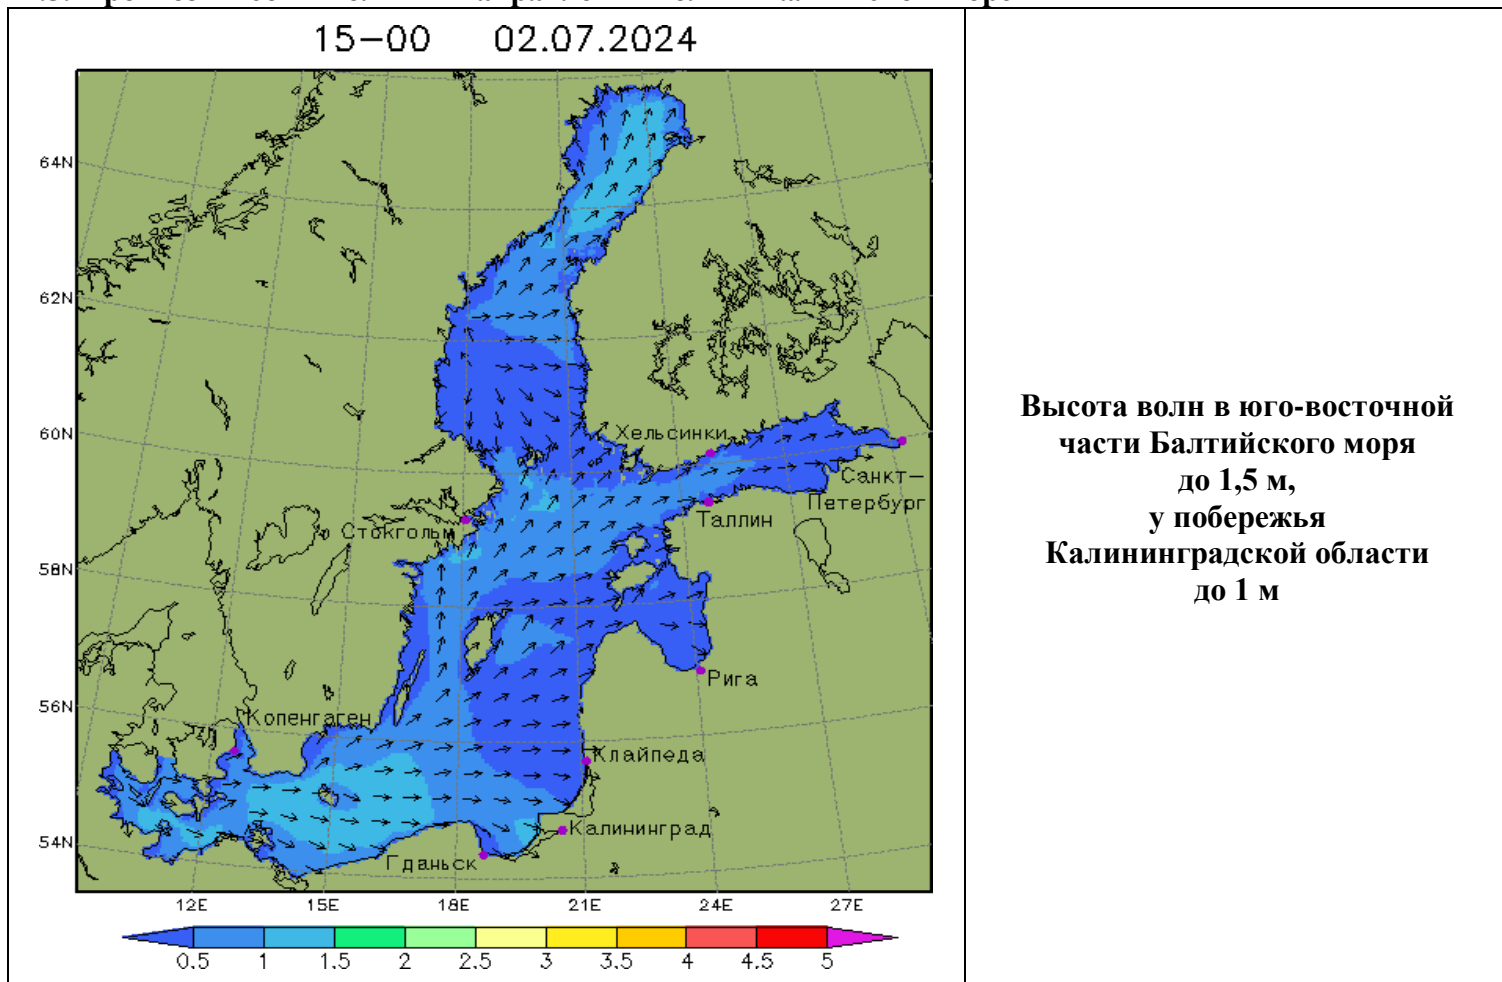 15-00 02.07.2024
64N
62N
60N
58N
56N
54N
Хельсинки
Санкт-
Петербург
Таллин
Стокгольм
Рига
Копенгаген
Клайпеда
Калининград
Гданьск
12E 15E 18E 21E 24E 27E
0.5 1 1.5 2 2.5 3 3.5 4 4.5 5
Высота волн в юго-восточной
части Балтийского моря
до 1,5 м,
у побережья
Калининградской области
до 1 м